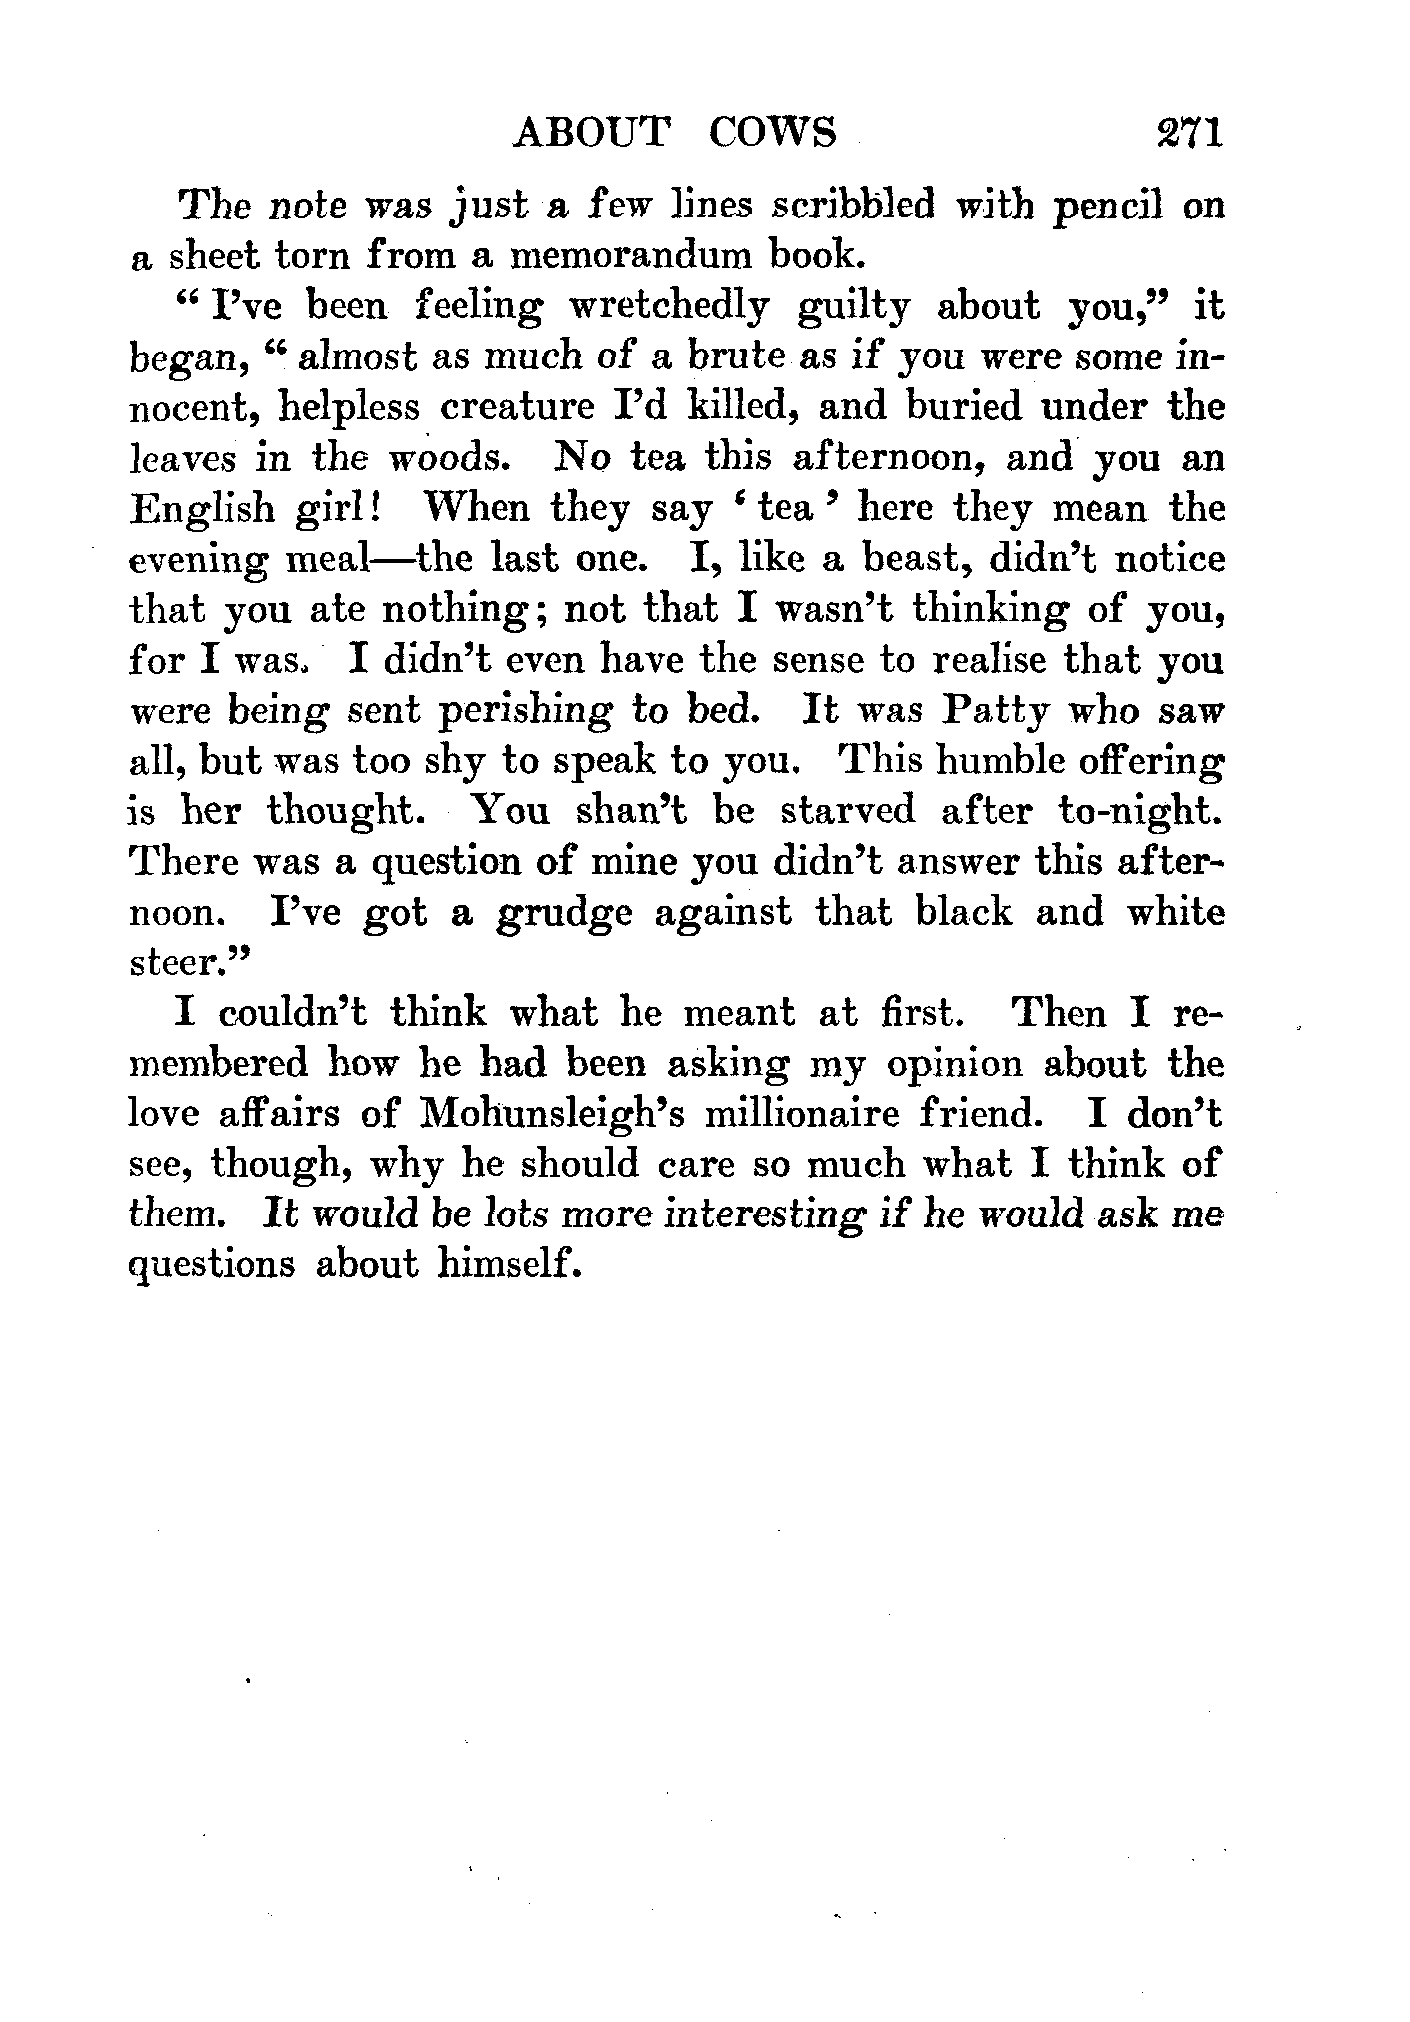 ABOUT COWS 271
The note was just a few lines scribbled with pencil on
a sheet torn from a memorandum book.
“ I’ve been feeling wretchedly guilty about you,” it
began, “ almost as much of a brute as if you were some in-
nocent, helpless creature I’d killed, and buried under the
leaves in the woods. No tea this afternoon, and you an
English girl! When they say ‘ tea ’ here they mean the
evening meal—the last one. I, like a beast, didn’t notice
that you ate nothing; not that I wasn’t thinking of you,
for I was. I didn’t even have the sense to realise that you
were being sent perishing to bed. It was Patty who saw
all, but was too shy to speak to you. This humble offering
is her thought. You shan’t be starved after to-night.
There was a question of mine you didn’t answer this after-
noon. I’ve got a grudge against that black and white
steer.”
I couldn’t think what he meant at first. Then I re-
membered how he had been asking my opinion about the
love affairs of Mohunsleigh’s millionaire friend. I don’t
see, though, why he should care so much what I think of
them. It would be lots more interesting if he would ask me
questions about himself.